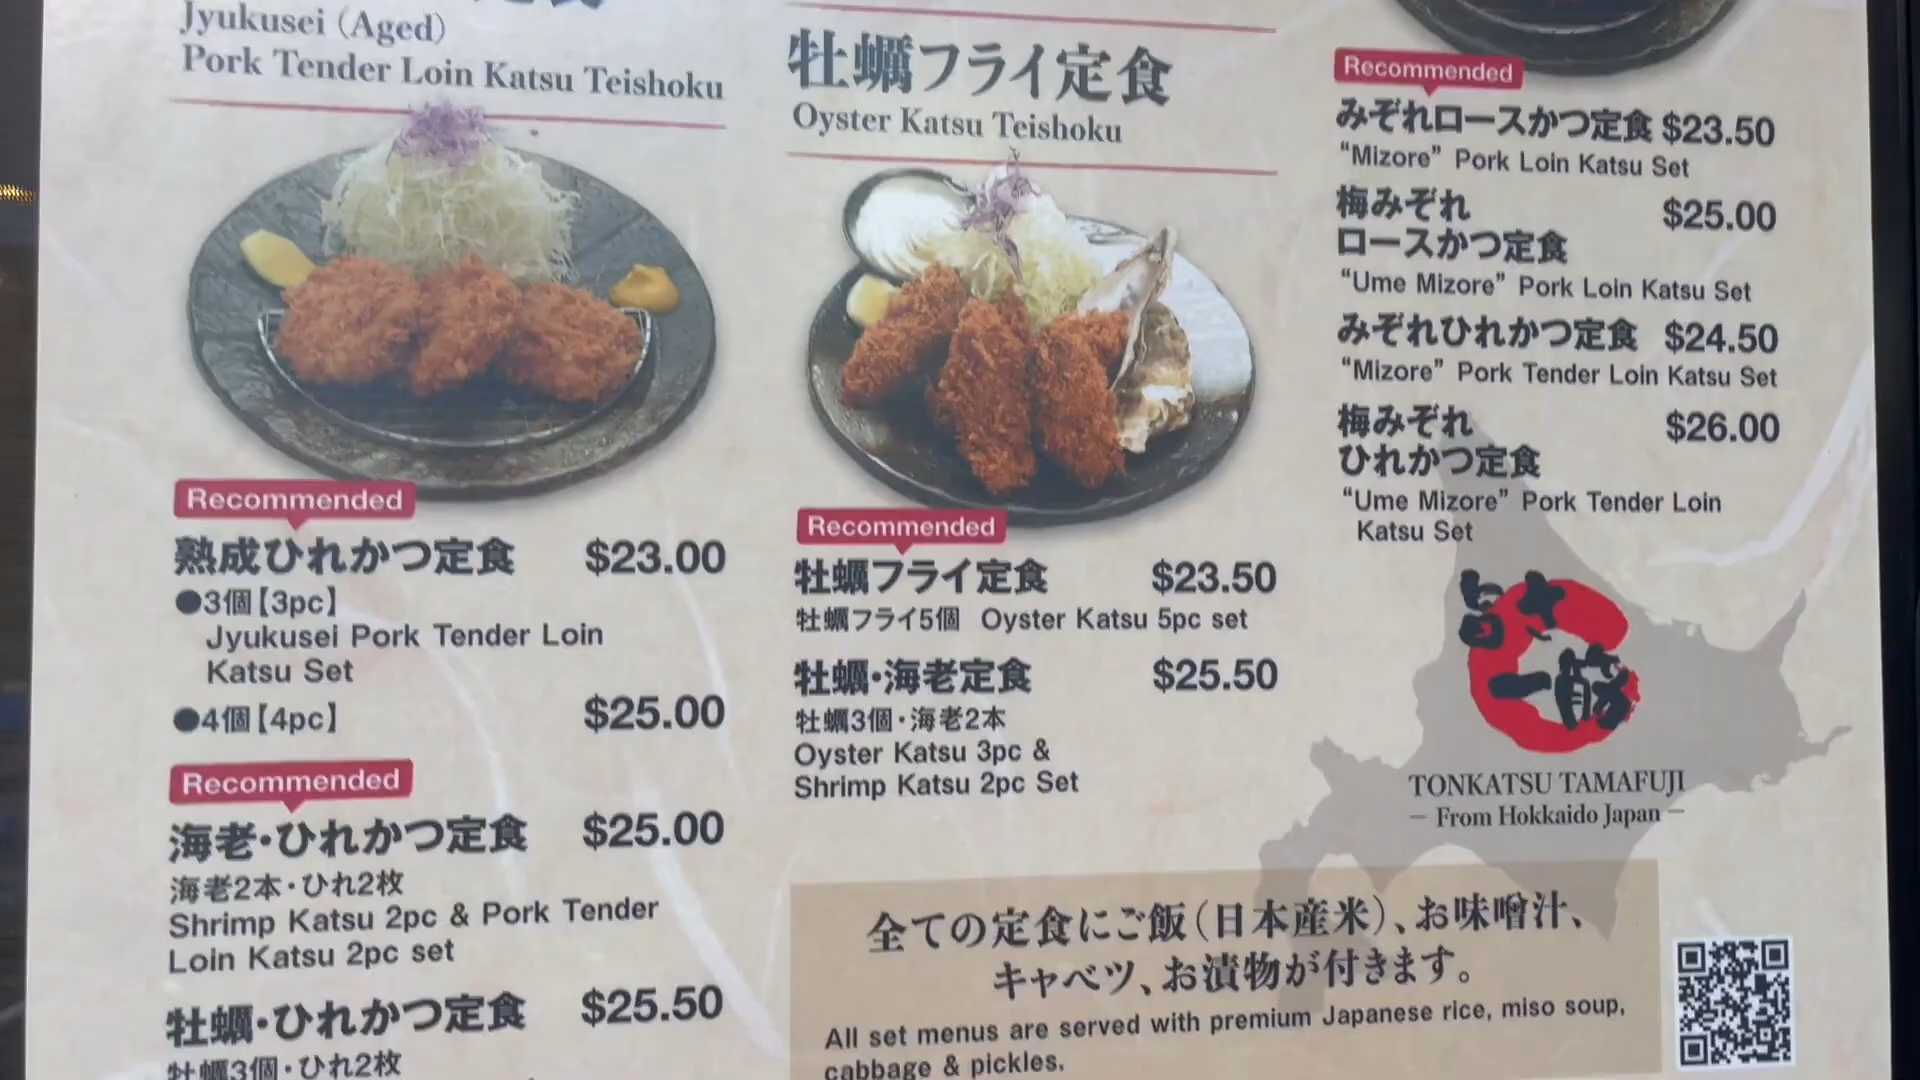 Jyukusei (Aged)
Pork Tender Loin Katsu Teishoku
Recommended
熟成ひれかつ定食 $23.00
●3個【3pc】
Jyukusei Pork Tender Loin
Katsu Set
●4個【4pc】 $25.00
Recommended
海老・ひれかつ定食 $25.00
海老2本・ひれ2枚
Shrimp Katsu 2pc & Pork Tender
Loin Katsu 2pc set
牡蠣・ひれかつ定食 $25.50
牡蠣3個・ひれ2枚
牡蠣フライ定食
Oyster Katsu Teishoku
Recommended
牡蠣フライ定食 $23.50
牡蠣フライ5個 Oyster Katsu 5pc set
牡蠣・海老定食 $25.50
牡蠣3個・海老2本
Oyster Katsu 3pc &
Shrimp Katsu 2pc Set
Recommended
みぞれロースかつ定食 $23.50
“Mizore” Pork Loin Katsu Set
梅みぞれ $25.00
ロースかつ定食
“Ume Mizore” Pork Loin Katsu Set
みぞれひれかつ定食 $24.50
“Mizore” Pork Tender Loin Katsu Set
梅みぞれ $26.00
ひれかつ定食
“Ume Mizore” Pork Tender Loin
Katsu Set
旨さ
一筋
TONKATSU TAMAFUJI
– From Hokkaido Japan –
全ての定食にご飯(日本産米)、お味噌汁、
キャベツ、お漬物が付きます。
All set menus are served with premium Japanese rice, miso soup,
cabbage & pickles.